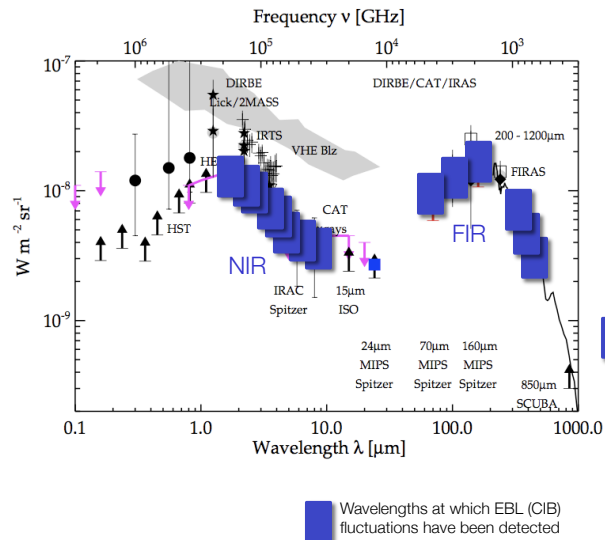 Frequency ν [GHz]
10⁶ 10⁵ 10⁴ 10³
10⁻⁷
DIRBE DIRBE/CAT/IRAS
Lick/2MASS
IRTS 200 - 1200µm
VHE Blz
FIRAS
10⁻⁸
HST
CAT
NIR
FIR
W m⁻² sr⁻¹
IRAC 15µm
Spitzer ISO
10⁻⁹
24µm 70µm 160µm
MIPS MIPS MIPS
Spitzer Spitzer Spitzer
850µm
SCUBA
0.1 1.0 10.0 100.0 1000.0
Wavelength λ [µm]
Wavelengths at which EBL (CIB)
fluctuations have been detected